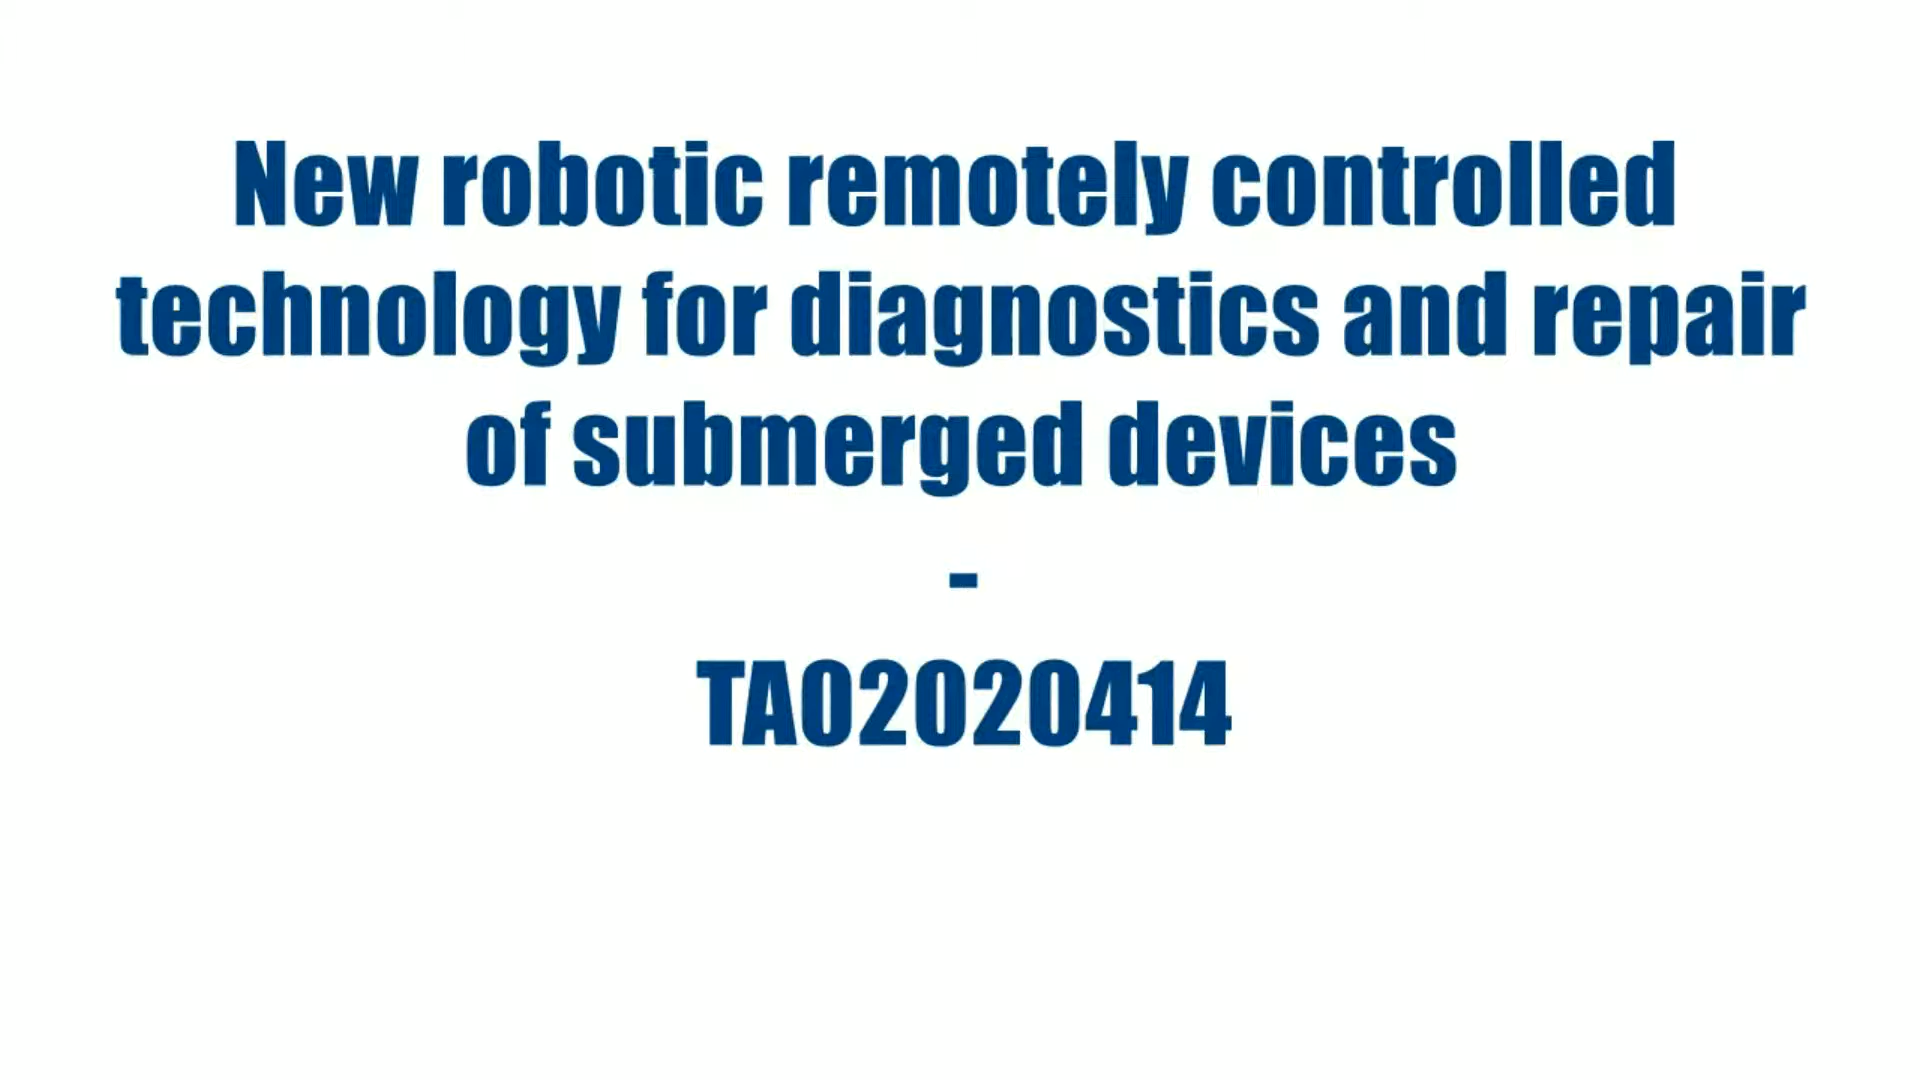 New robotic remotely controlled
technology for diagnostics and repair
of submerged devices
-
TA02020414